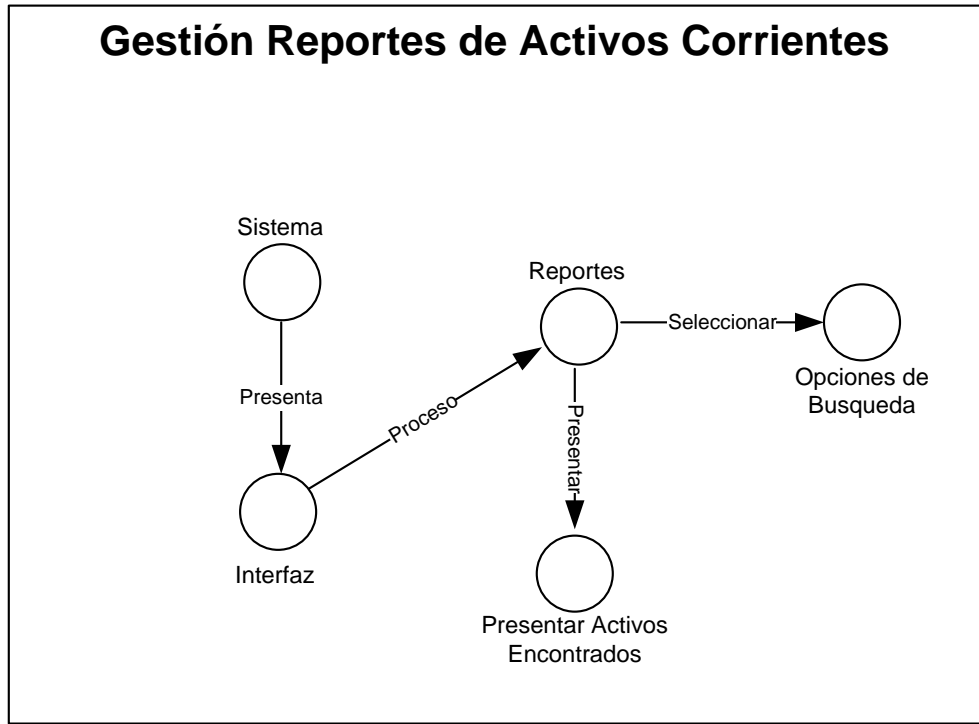 Gestión Reportes de Activos Corrientes
Sistema
Presenta
Interfaz
Proceso
Reportes
Seleccionar
Opciones de
Busqueda
Presentar
Presentar Activos
Encontrados